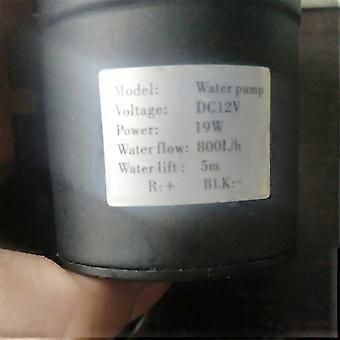 Model: Water pump
Voltage: DC12V
Power: 19W
Water flow: 800L/h
Water lift: 5m
R:+ BLK:-